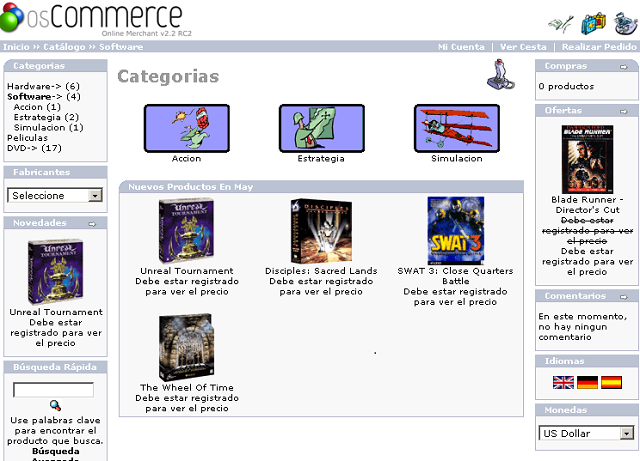 osCommerce
Online Merchant v2.2 RC2
Inicio ›› Catálogo ›› Software
Mi Cuenta | Ver Cesta | Realizar Pedido
Categorias
Hardware-> (6)
Software-> (4)
Accion (1)
Estrategia (2)
Simulacion (1)
Peliculas
DVD-> (17)
Fabricantes
Seleccione
Novedades
Unreal Tournament
Debe estar
registrado para ver
el precio
Búsqueda Rápida
Use palabras clave
para encontrar el
producto que busca.
Búsqueda
Avanzada
Categorias
Accion
Estrategia
Simulacion
Nuevos Productos En May
Unreal
Tournament
Unreal Tournament
Debe estar registrado
para ver el precio
DISCIPLES
Disciples: Sacred Lands
Debe estar registrado
para ver el precio
SWAT 3
SWAT 3: Close Quarters
Battle
Debe estar registrado
para ver el precio
The Wheel Of Time
Debe estar registrado
para ver el precio
Compras
0 productos
Ofertas
BLADE RUNNER
Blade Runner -
Director's Cut
Debe estar
registrado para ver
el precio
Debe estar
registrado para ver
el precio
Comentarios
En este momento,
no hay ningun
comentario
Idiomas
Monedas
US Dollar